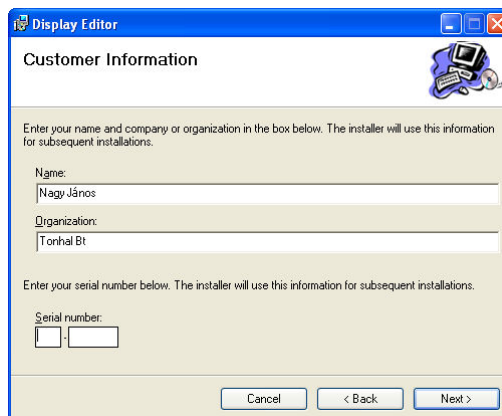 Display Editor
Customer Information
Enter your name and company or organization in the box below. The installer will use this information
for subsequent installations.
Name:
Nagy János
Organization:
Tonhal Bt
Enter your serial number below. The installer will use this information for subsequent installations.
Serial number:
-
Cancel
< Back
Next >